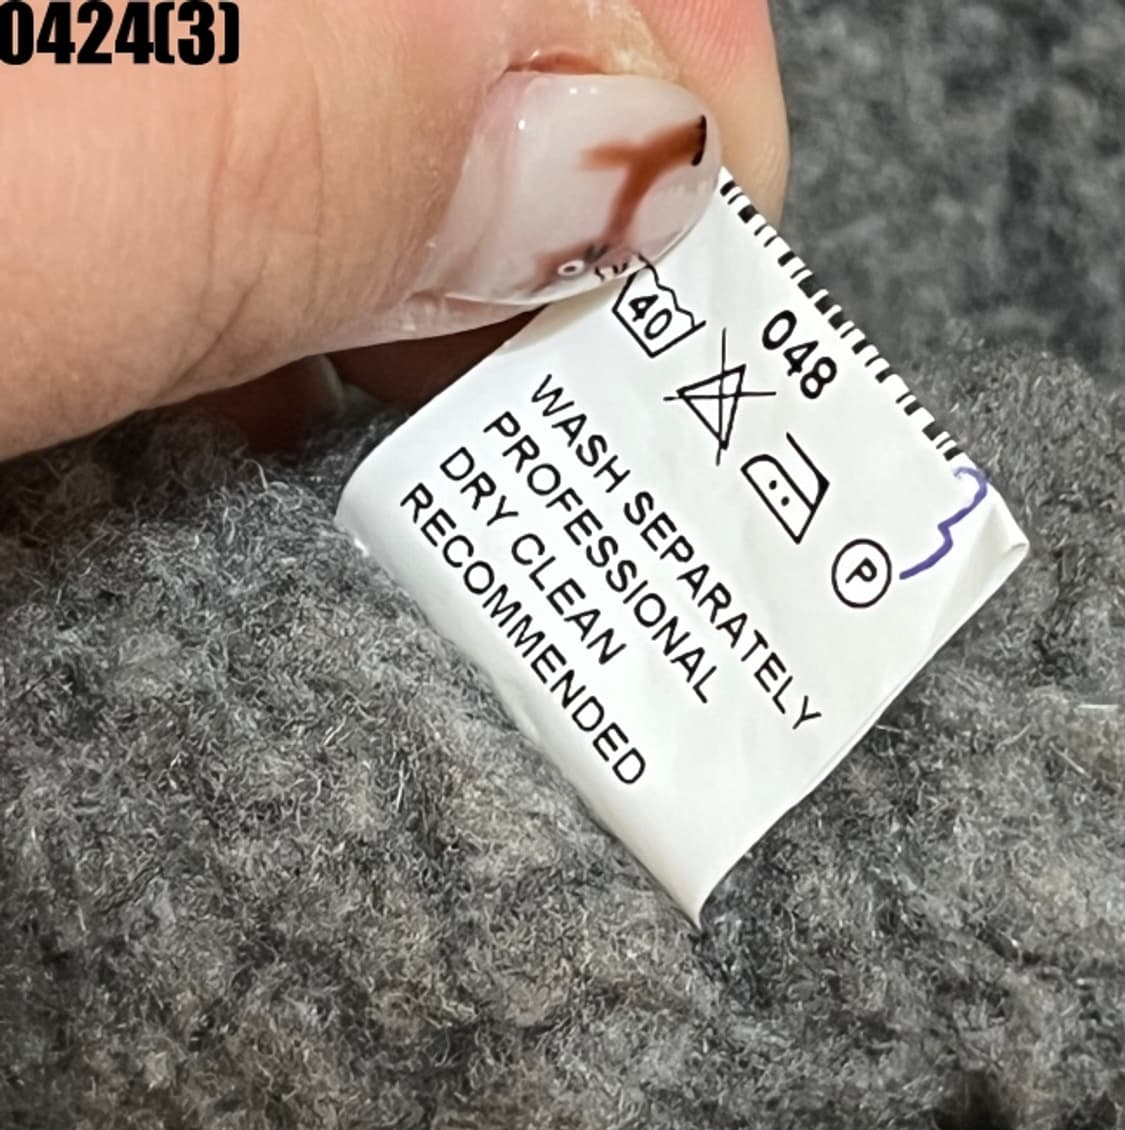 0424(3)
048
40
P
WASH SEPARATELY
PROFESSIONAL
DRY CLEAN
RECOMMENDED